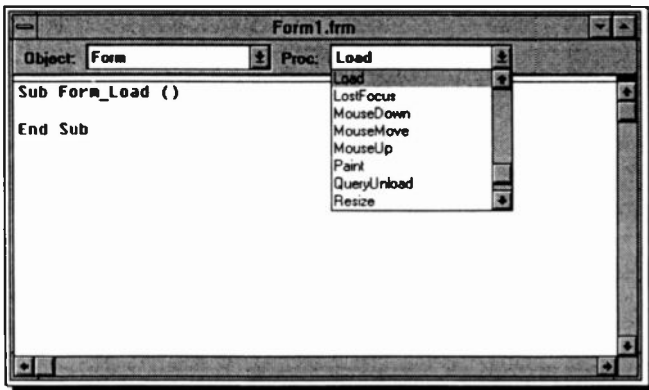 Form1.frm
Object: Form Proc: Load
Load
LostFocus
MouseDown
MouseMove
MouseUp
Paint
QueryUnload
Resize
Sub Form_Load ()
End Sub